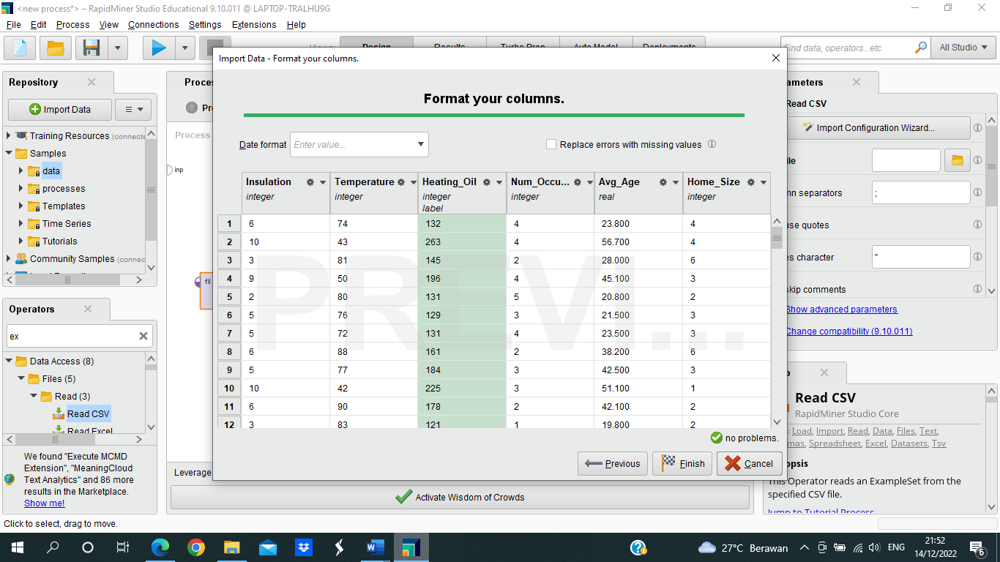 <new process*> – RapidMiner Studio Educational 9.10.011 @ LAPTOP-TRALHU9G
File Edit Process View Connections Settings Extensions Help
Views: Design Results Turbo Prep Auto Model Deployments
Find data, operators...etc
All Studio
Repository
Import Data
Training Resources (connecte
Samples
data
processes
Templates
Time Series
Tutorials
Community Samples (connec
Operators
ex
Data Access (8)
Files (5)
Read (3)
Read CSV
Read Excel
We found "Execute MCMD
Extension", "MeaningCloud
Text Analytics" and 86 more
results in the Marketplace.
Show me!
Proces
Pr
Process
inp
fil
Leverage
Activate Wisdom of Crowds
Import Data - Format your columns.
Format your columns.
Date format Enter value... Replace errors with missing values
Insulation Temperature Heating_Oil Num_Occu... Avg_Age Home_Size
integer integer integer integer real integer
label
1 6 74 132 4 23.800 4
2 10 43 263 4 56.700 4
3 3 81 145 2 28.000 6
4 9 50 196 4 45.100 3
5 2 80 131 5 20.800 2
6 5 76 129 3 21.500 3
7 5 72 131 4 23.500 3
8 6 88 161 2 38.200 6
9 5 77 184 3 42.500 3
10 10 42 225 3 51.100 1
11 6 90 178 2 42.100 2
12 3 83 121 1 19.800 2
PREVI...
no problems.
Previous Finish Cancel
ameters
Read CSV
Import Configuration Wizard...
ile
mn separators ;
use quotes
es character "
skip comments
Show advanced parameters
Change compatibility (9.10.011)
p
Read CSV
RapidMiner Studio Core
: Load, Import, Read, Data, Files, Text,
mas, Spreadsheet, Excel, Datasets, Tsv
opsis
This Operator reads an ExampleSet from the
specified CSV file.
Jump to Tutorial Process
Click to select, drag to move.
27°C Berawan
ENG
21:52
14/12/2022
6